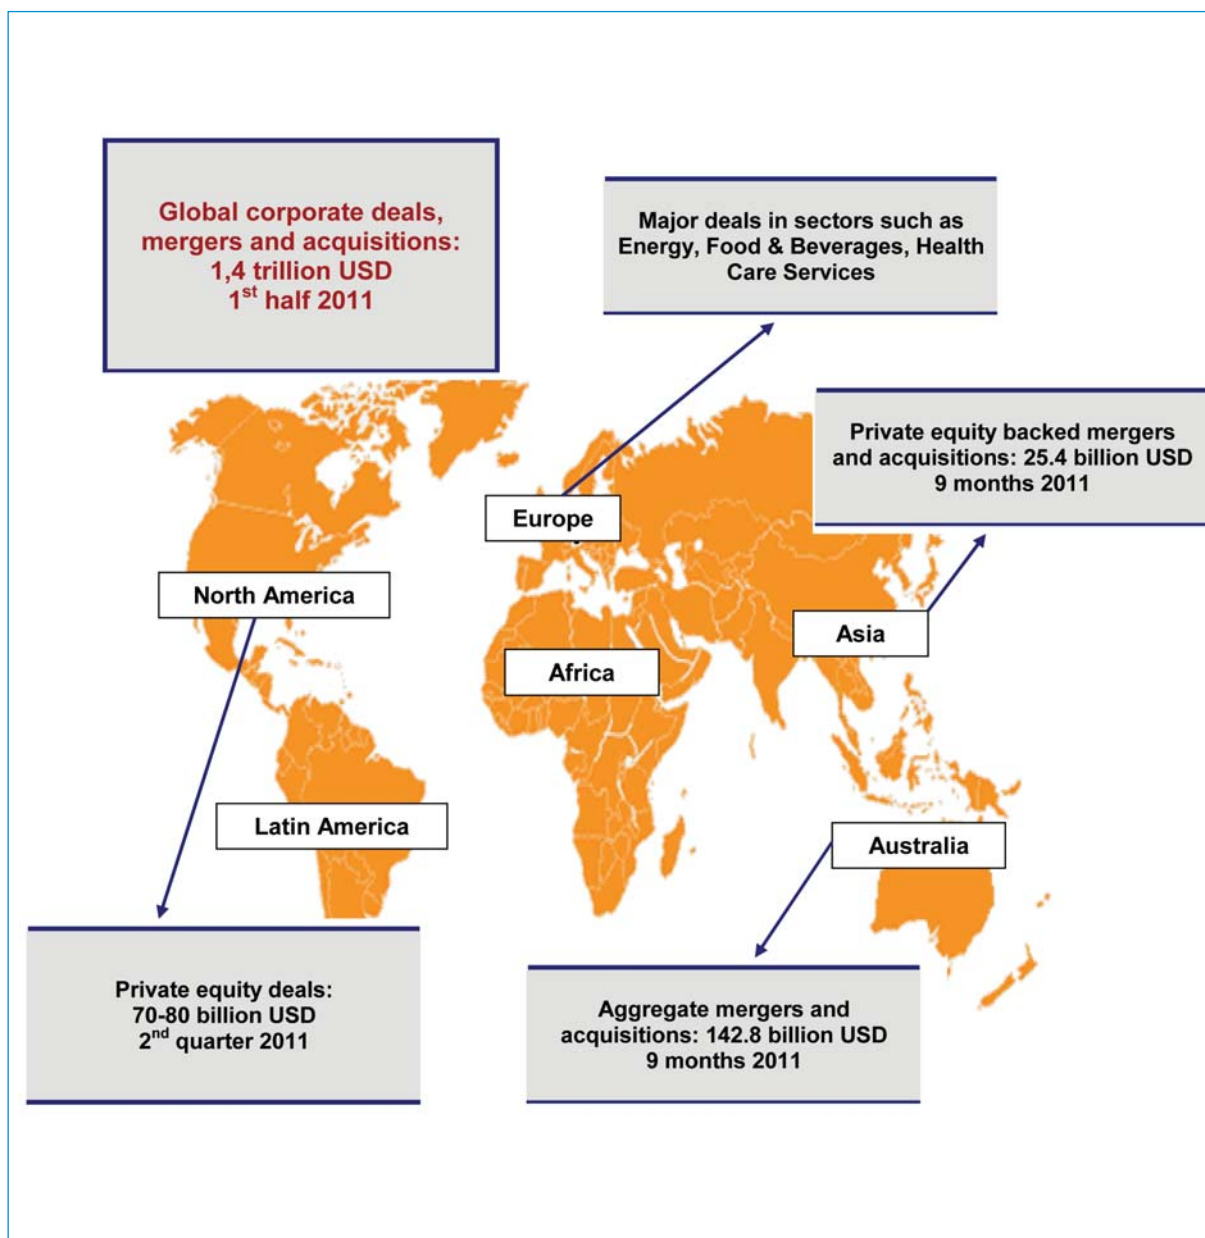 Global corporate deals,
mergers and acquisitions:
1,4 trillion USD
1st half 2011
Major deals in sectors such as
Energy, Food & Beverages, Health
Care Services
Private equity backed mergers
and acquisitions: 25.4 billion USD
9 months 2011
Europe
North America
Asia
Africa
Latin America
Australia
Private equity deals:
70-80 billion USD
2nd quarter 2011
Aggregate mergers and
acquisitions: 142.8 billion USD
9 months 2011